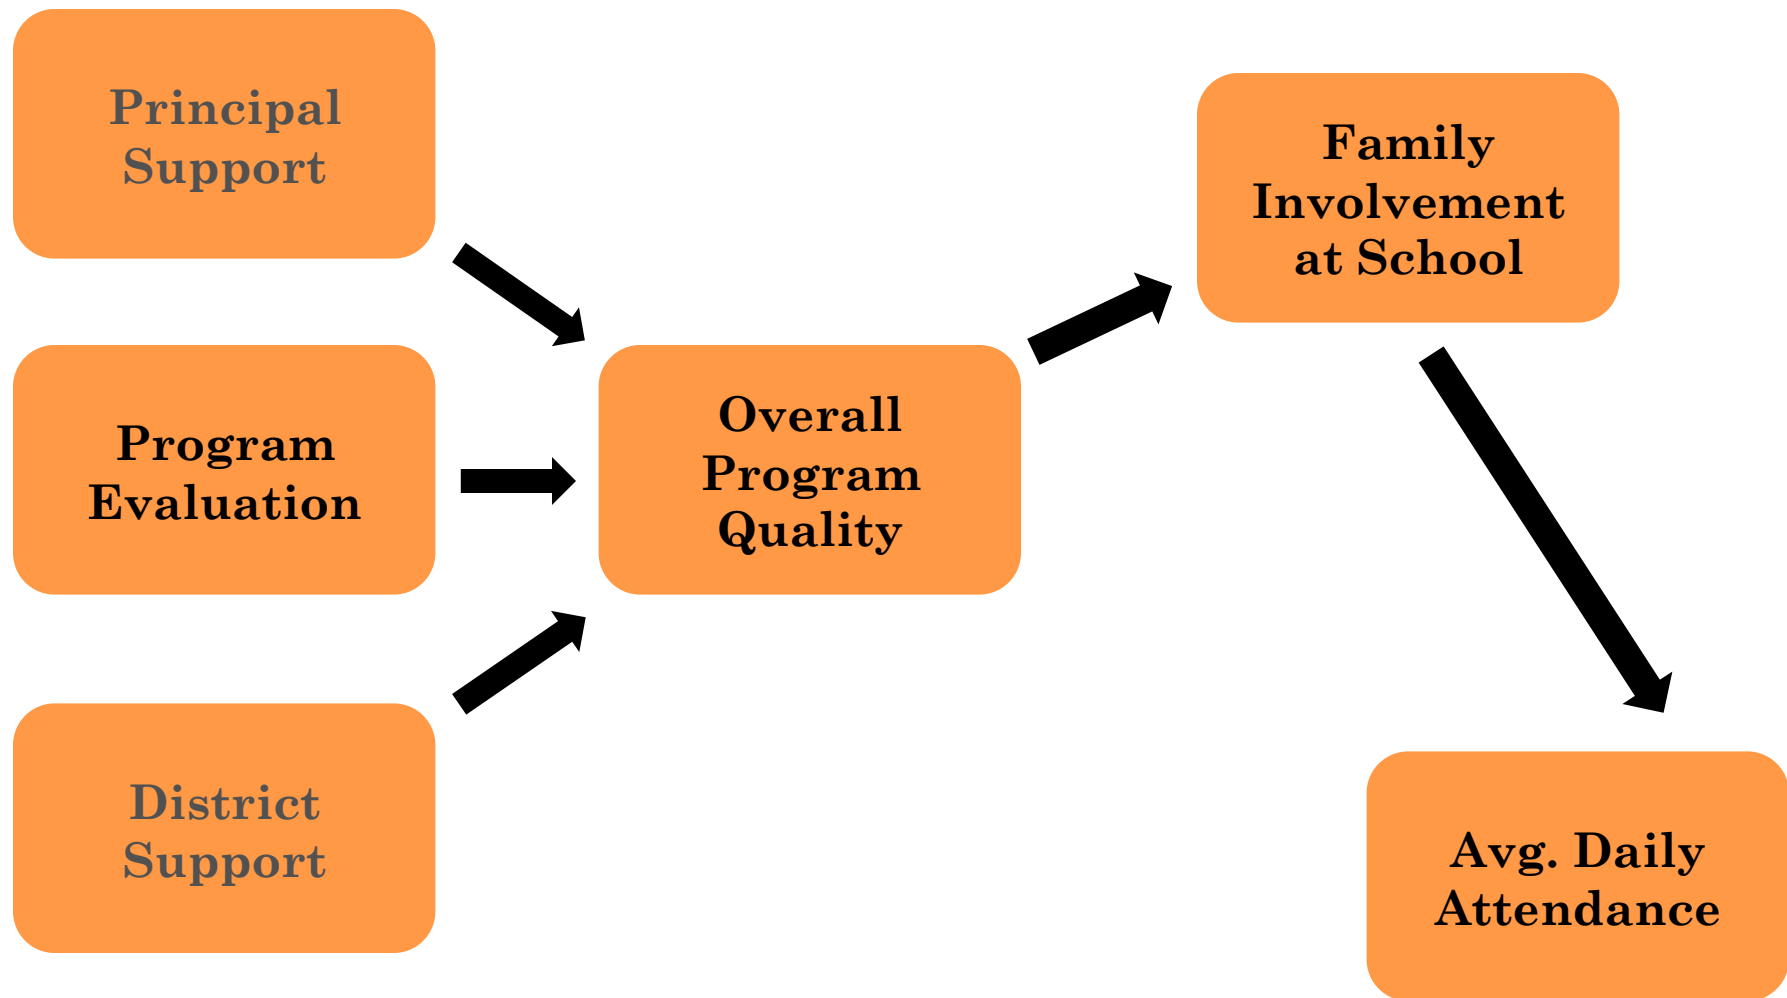 Principal
Support
Program
Evaluation
District
Support
Overall
Program
Quality
Family
Involvement
at School
Avg. Daily
Attendance